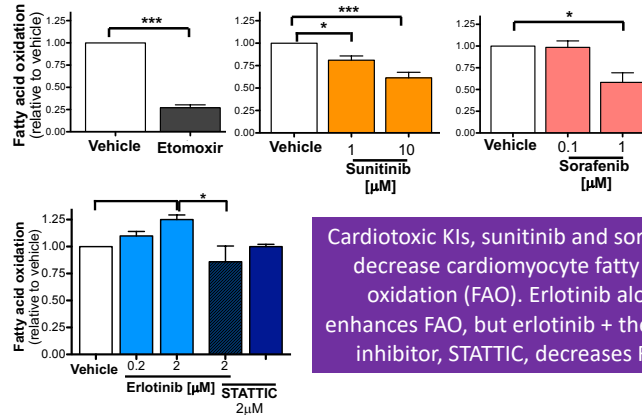 ***
***
*
*
Fatty acid oxidation
(relative to vehicle)
1.25
1.00
0.75
0.50
0.25
0.00
Vehicle Etomoxir
1.25
1.00
0.75
0.50
0.25
0.00
Vehicle 1 10
Sunitinib
[µM]
1.25
1.00
0.75
0.50
0.25
0.00
Vehicle 0.1 1
Sorafenib
[µM]
*
Fatty acid oxidation
(relative to vehicle)
1.25
1.00
0.75
0.50
0.25
0.00
Vehicle 0.2 2 2
Erlotinib [µM]
STATTIC
2µM
Cardiotoxic KIs, sunitinib and
decrease cardiomyocyte fatty
oxidation (FAO). Erlotinib
enhances FAO, but erlotinib +
inhibitor, STATTIC, decreases